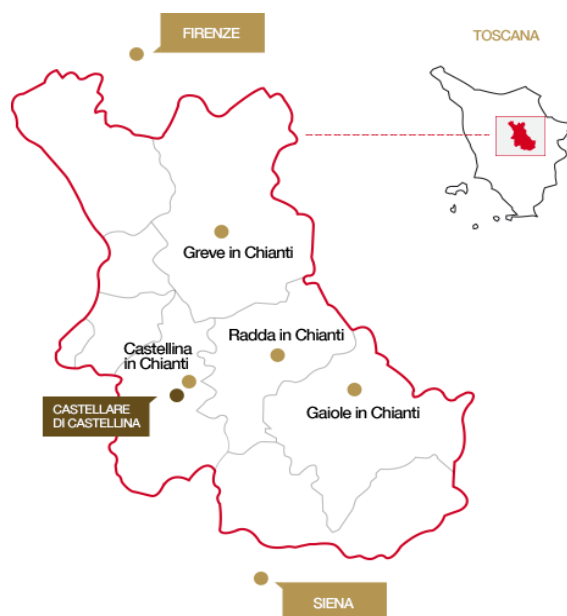 FIRENZE
TOSCANA
Greve in Chianti
Radda in Chianti
Castellina
in Chianti
CASTELLARE
DI CASTELLINA
Gaiole in Chianti
SIENA